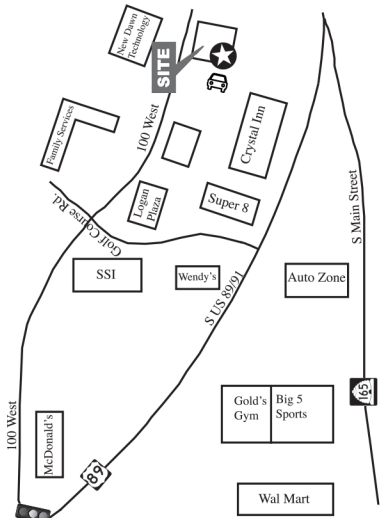 New Dawn
Technology
SITE
100 West
Family Services
Crystal Inn
Logan
Plaza
Super 8
Golf Course Rd.
S Main Street
SSI
Wendy's
S US 89/91
Auto Zone
165
Gold's
Gym
Big 5
Sports
100 West
McDonald's
89
Wal Mart